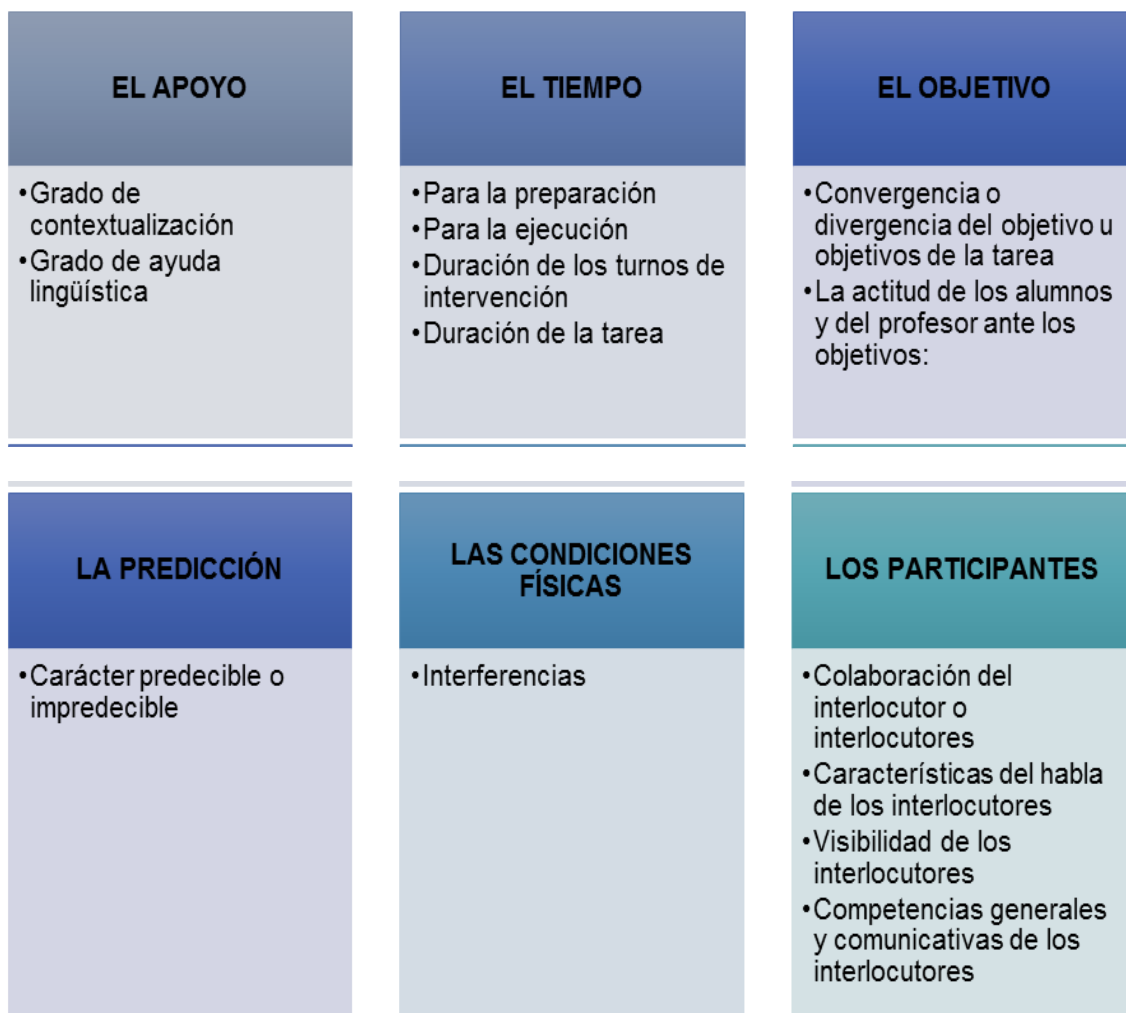 EL APOYO
•Grado de
contextualización
•Grado de ayuda
lingüística
EL TIEMPO
•Para la preparación
•Para la ejecución
•Duración de los turnos de
intervención
•Duración de la tarea
EL OBJETIVO
•Convergencia o
divergencia del objetivo u
objetivos de la tarea
•La actitud de los alumnos
y del profesor ante los
objetivos:
LA PREDICCIÓN
•Carácter predecible o
impredecible
LAS CONDICIONES
FÍSICAS
•Interferencias
LOS PARTICIPANTES
•Colaboración del
interlocutor o
interlocutores
•Características del habla
de los interlocutores
•Visibilidad de los
interlocutores
•Competencias generales
y comunicativas de los
interlocutores